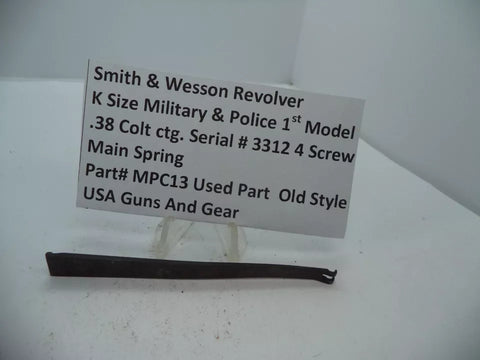 Smith & Wesson Revolver
K Size Military & Police 1st Model
.38 Colt ctg. Serial # 3312 4 Screw
Main Spring
Part# MPC13 Used Part  Old Style
USA Guns And Gear